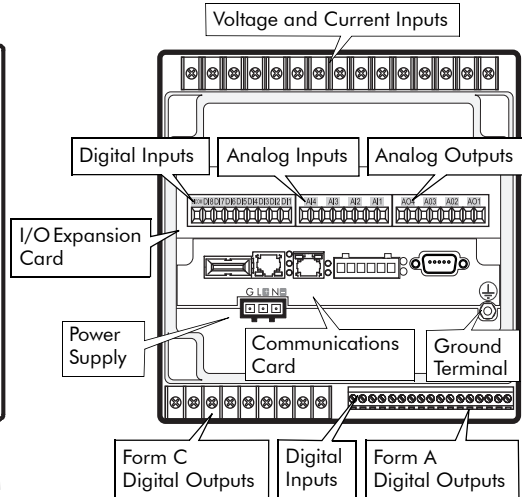 Voltage and Current Inputs
Digital Inputs
Analog Inputs
Analog Outputs
DI8 DI7 DI6 DI5 DI4 DI3 DI2 DI1
AI4 AI3 AI2 AI1
AO4 AO3 AO2 AO1
I/O Expansion
Card
G L N
Power
Supply
Communications
Card
Ground
Terminal
Form C
Digital Outputs
Digital
Inputs
Form A
Digital Outputs